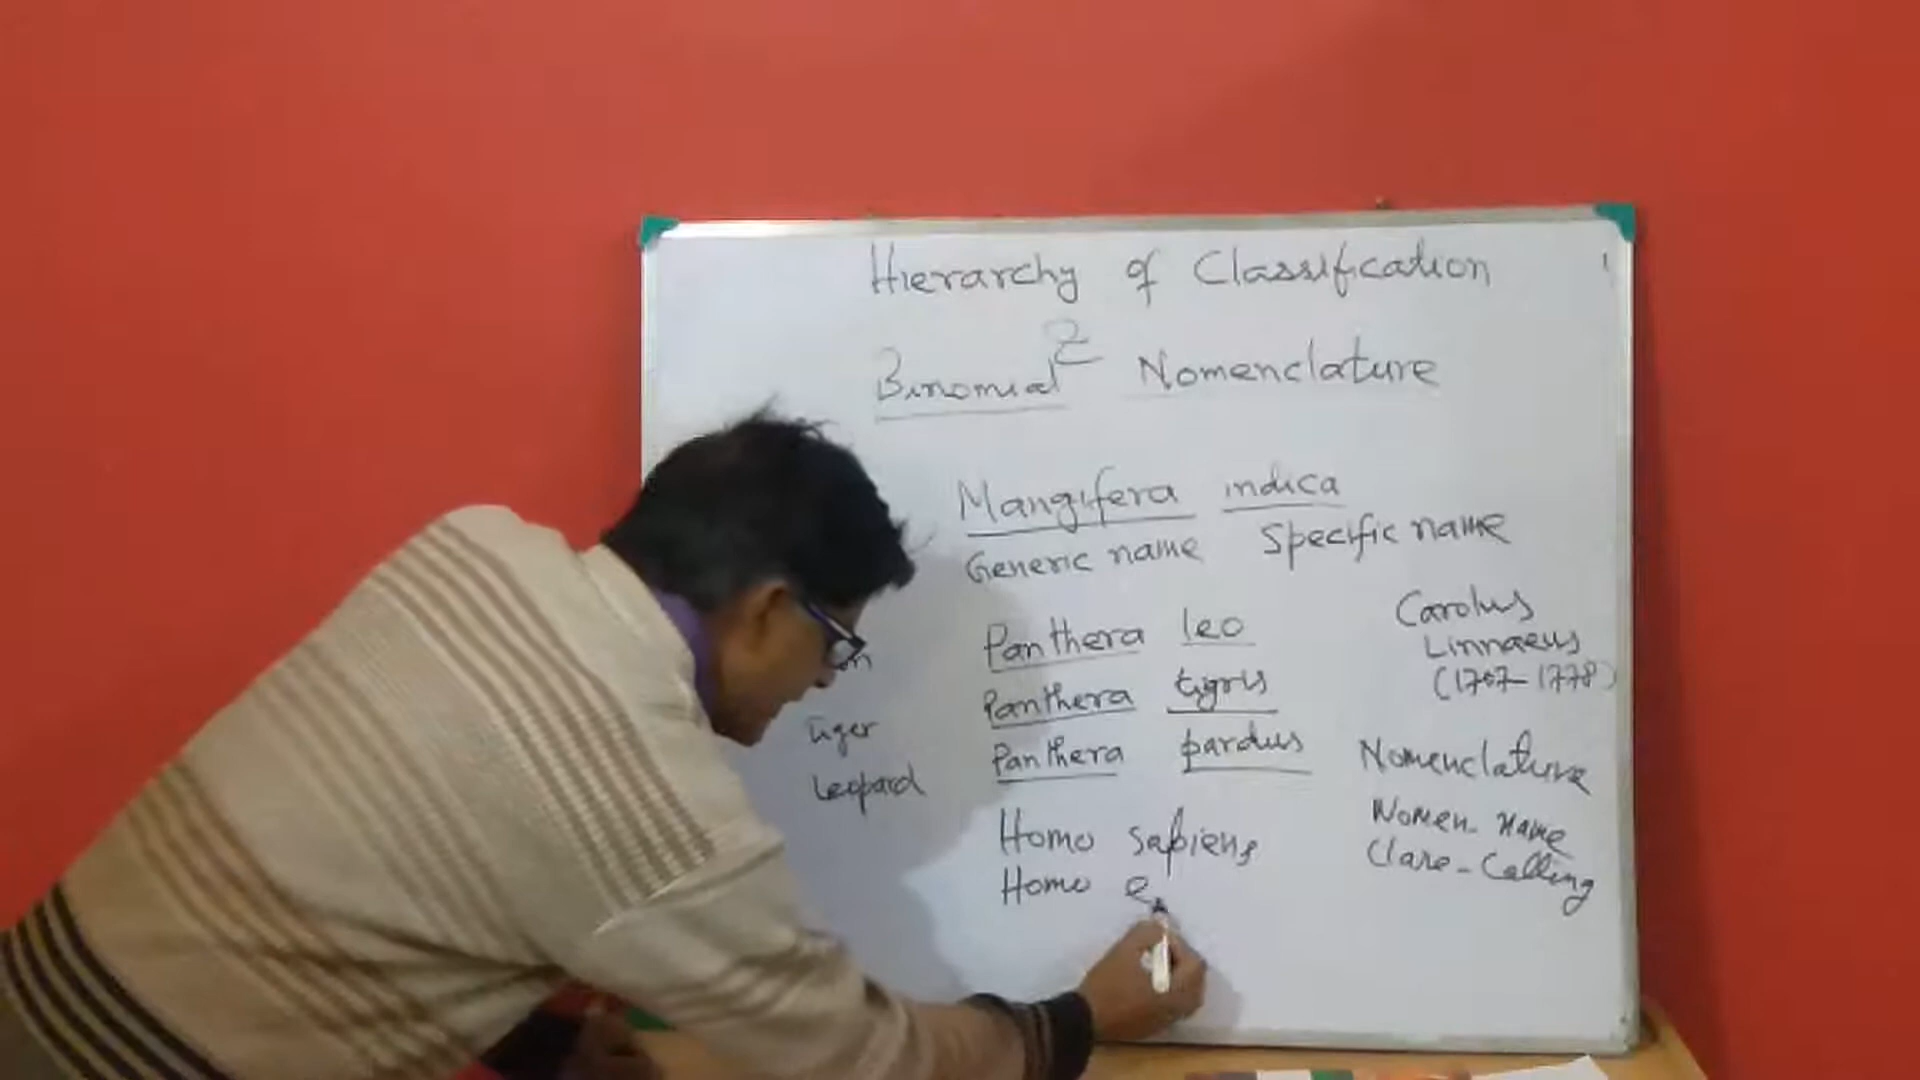 Hierarchy of Classification
2
Binomial Nomenclature
Mangifera indica
Generic name Specific name
Panthera leo
Tiger Panthera tigris
Leopard Panthera pardus
Homo sapiens
Homo e
Carolus
Linnaeus
(1707-1778)
Nomenclature
Nomen - name
Clare - Calling